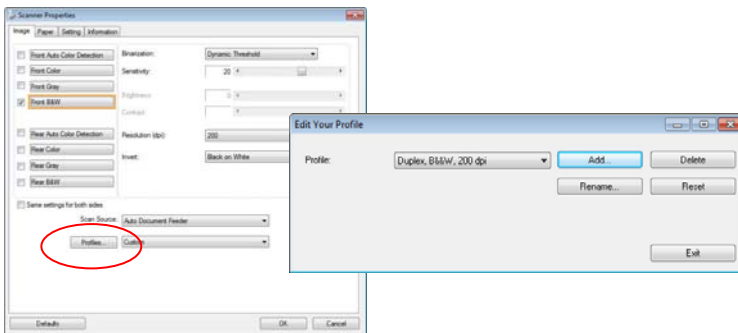 Scanner Properties
Image Paper Setting Information
Front Auto Color Detection
Front Color
Front Gray
Front B&W
Rear Auto Color Detection
Rear Color
Rear Gray
Rear B&W
Binarization: Dynamic Threshold
Sensitivity: 20
Brightness: 0
Contrast:
Resolution (dpi): 200
Invert: Black on White
Same settings for both sides
Scan Source: Auto Document Feeder
Profiles... Custom
Defaults OK Cancel
Edit Your Profile
Profile: Duplex, B&W, 200 dpi Add... Delete
Rename... Reset
Exit